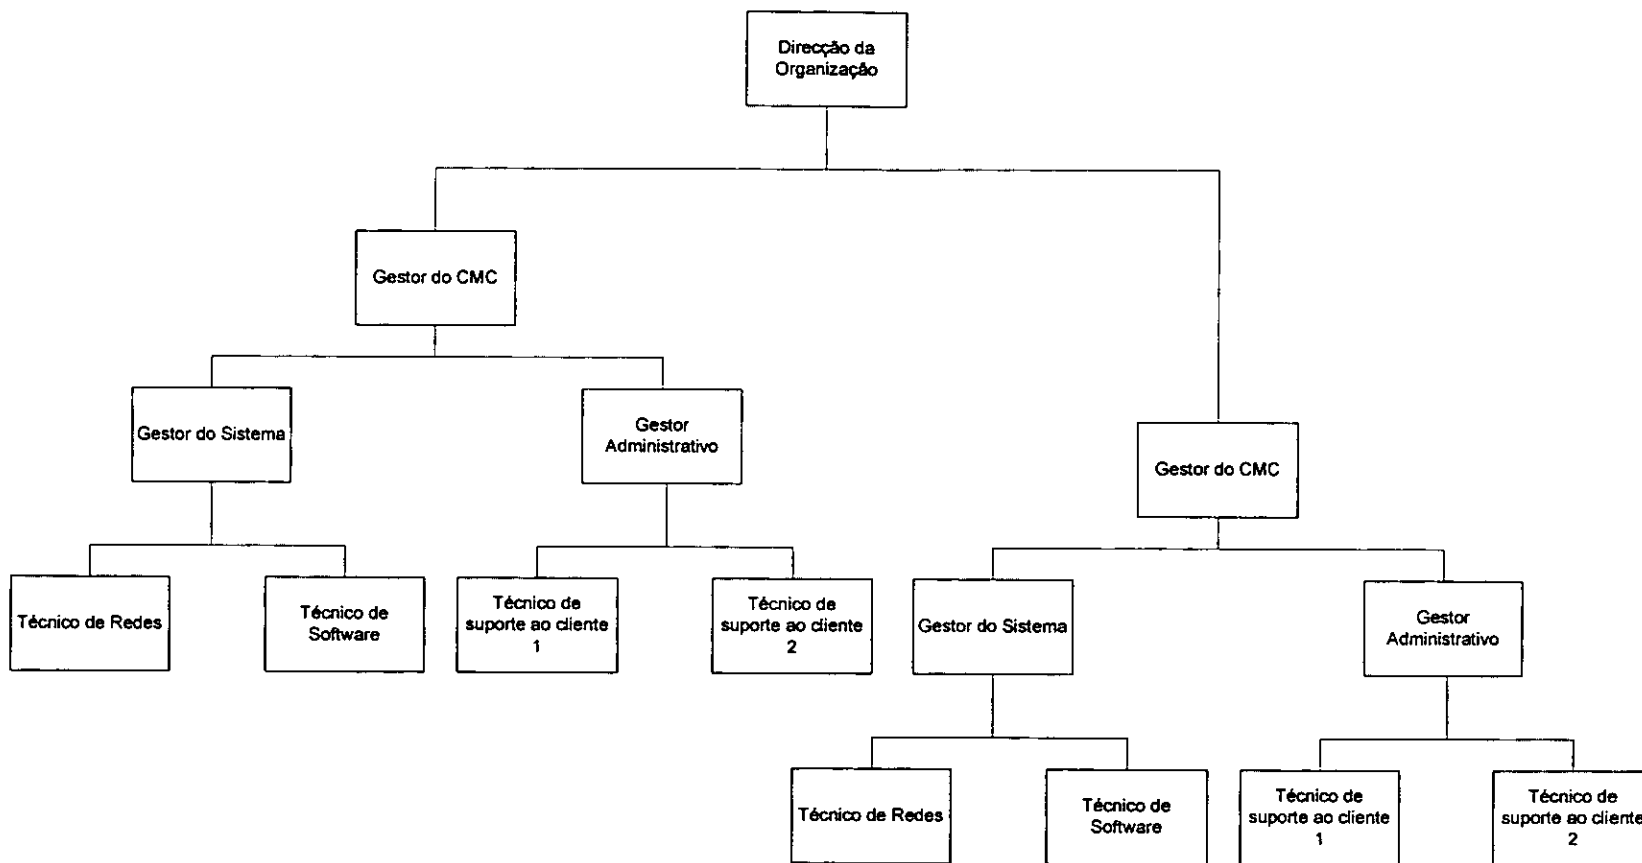 Direcção da
Organização
Gestor do CMC
Gestor do Sistema
Gestor
Administrativo
Gestor do CMC
Técnico de Redes
Técnico de
Software
Técnico de
suporte ao cliente
1
Técnico de
suporte ao cliente
2
Gestor do Sistema
Gestor
Administrativo
Técnico de Redes
Técnico de
Software
Técnico de
suporte ao cliente
1
Técnico de
suporte ao cliente
2